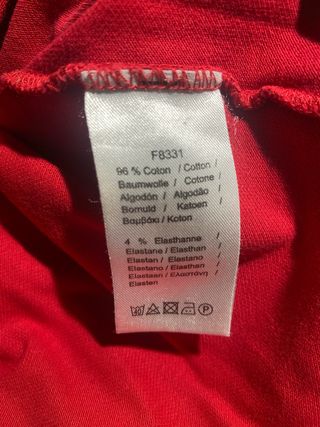 F8331
96 % Coton / Cotton /
Baumwolle / Cotone /
Algodón / Algodão /
Bomuld / Katoen /
Βαμβάκι / Koton
4 % Elasthanne /
Elastane / Elasthan /
Elastan / Elastano /
Elastano / Elasthan
Elastaan / Ελαστάνη /
Elasten
40 P